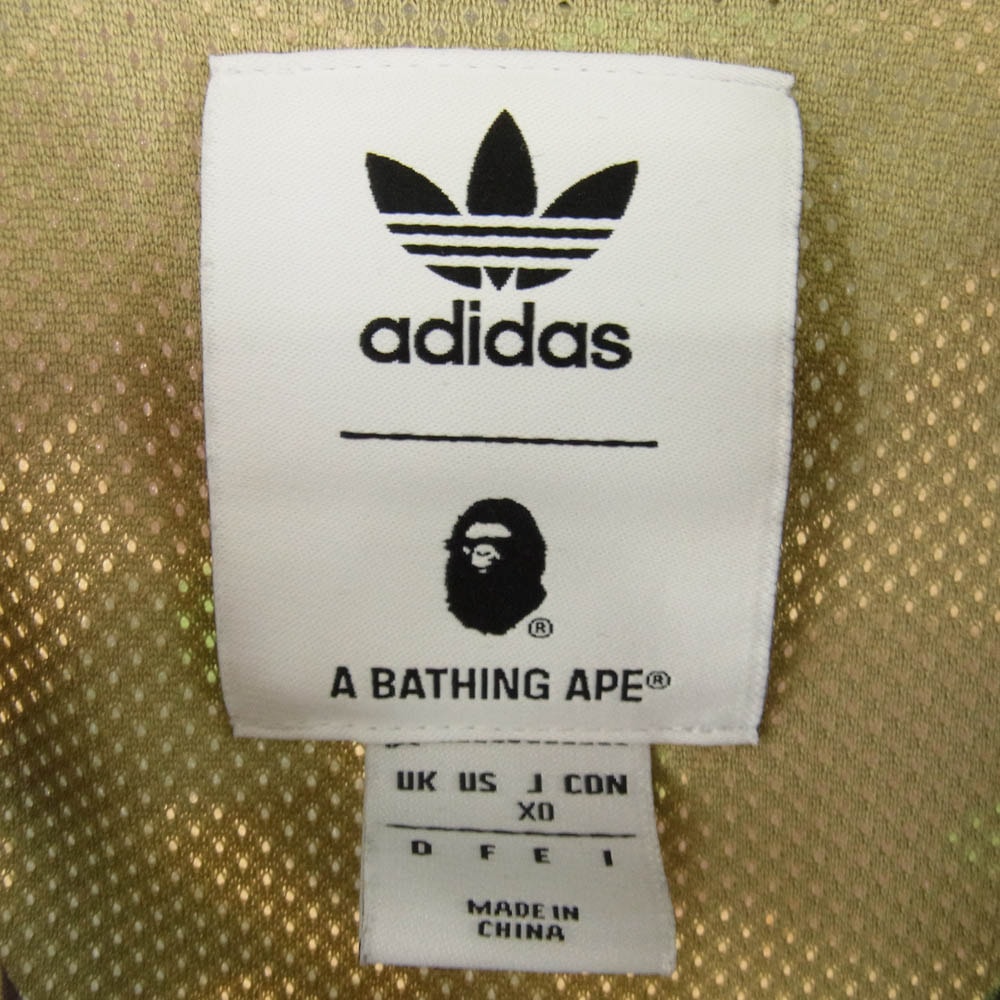 adidas
®
A BATHING APE®
UK US J CDN
XO
D F E I
MADE IN
CHINA